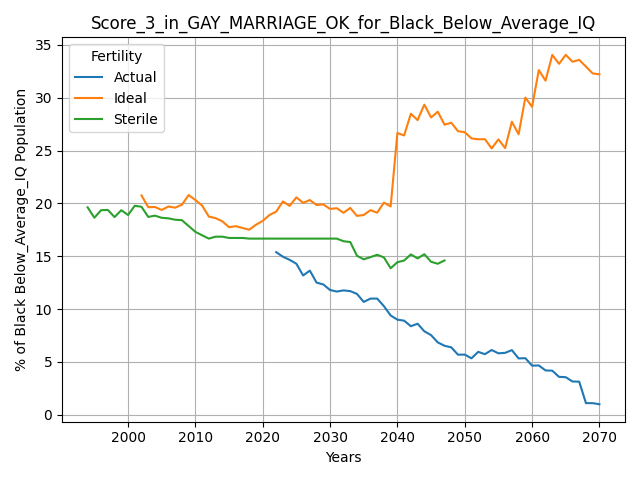 Score_3_in_GAY_MARRIAGE_OK_for_Black_Below_Average_IQ
% of Black Below_Average_IQ Population
35
30
25
20
15
10
5
0
Fertility
Actual
Ideal
Sterile
2000 2010 2020 2030 2040 2050 2060 2070
Years